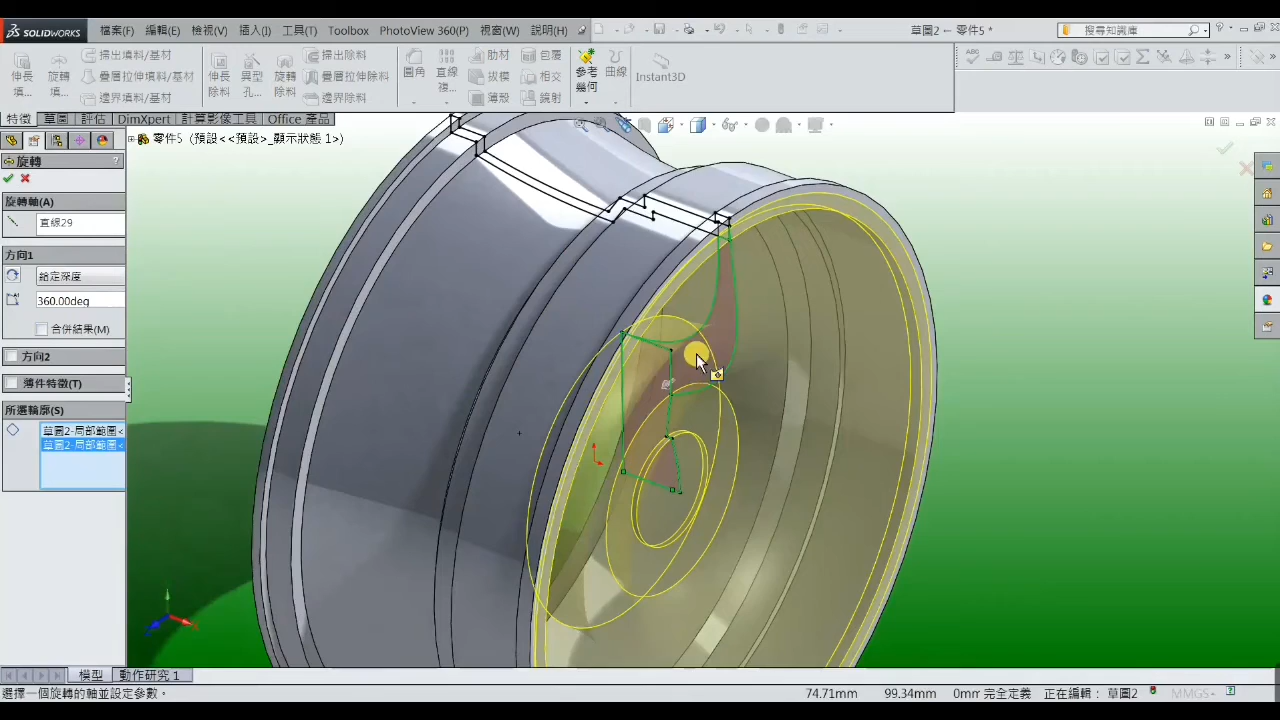 SOLIDWORKS 檔案(F) 編輯(E) 檢視(V) 插入(I) 工具(T) Toolbox PhotoView 360(P) 視窗(W) 說明(H) 草圖2 -- 零件5 * 搜尋知識庫
伸長填... 旋轉填... 掃出填料/基材 疊層拉伸填料/基材 邊界填料/基材 伸長除料 異型孔... 旋轉除料 掃出除料 疊層拉伸除料 邊界除料 圓角 直線複... 肋材 拔模 薄殼 包覆 相交 鏡射 參考幾何 曲線 Instant3D
特徵 草圖 評估 DimXpert 計算影像工具 Office 產品
零件5 (預設<<預設>_顯示狀態 1>)
旋轉 ?
旋轉軸(A)
直線29
方向1
給定深度
360.00deg
合併結果(M)
方向2
薄件特徵(T)
所選輪廓(S)
草圖2-局部範圍<
草圖2-局部範圍<
模型 動作研究 1
選擇一個旋轉的軸並設定參數。 74.71mm 99.34mm 0mm 完全定義 正在編輯： 草圖2 MMGS